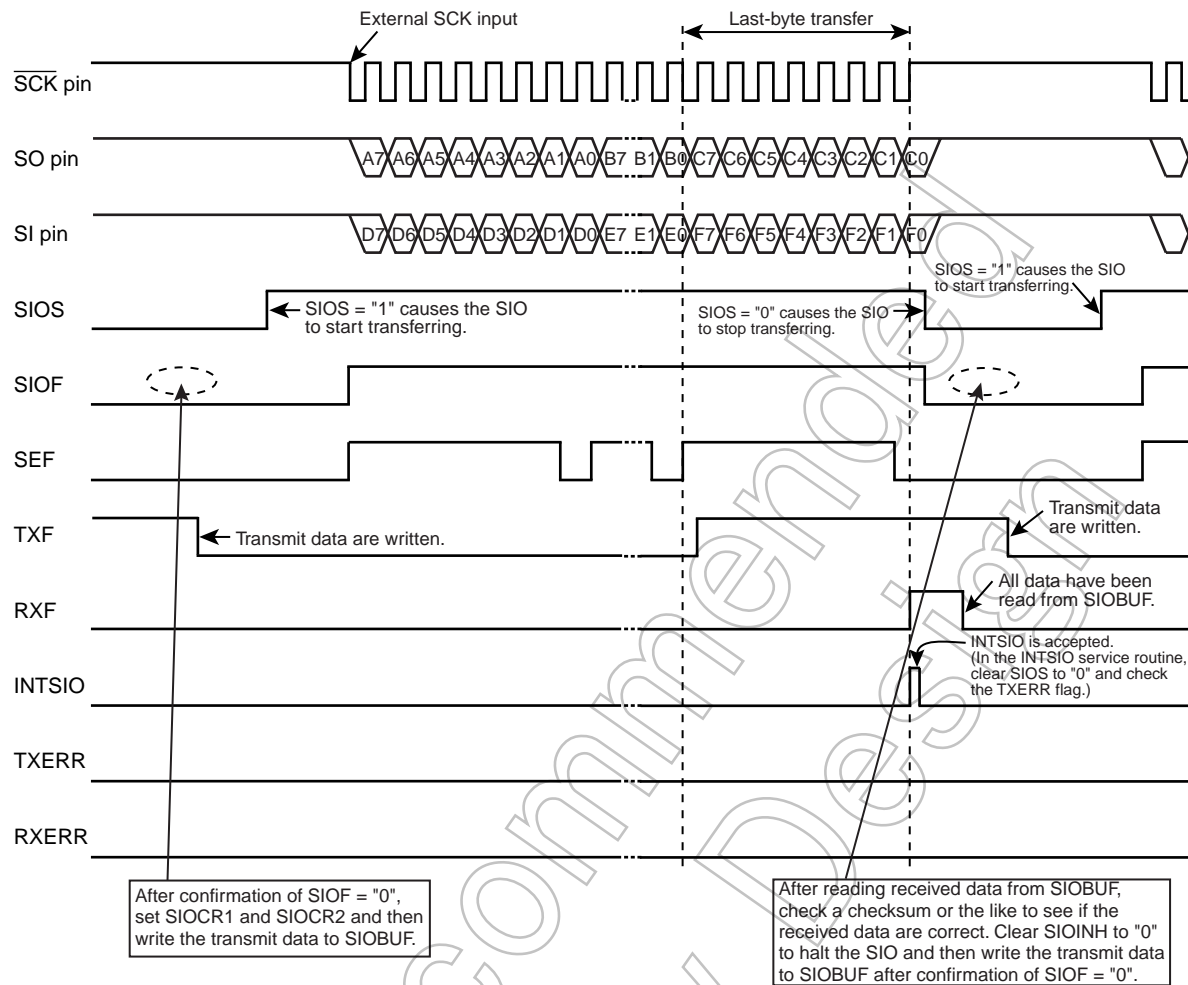 External SCK input
Last-byte transfer
SCK pin
SO pin
A7 A6 A5 A4 A3 A2 A1 A0 B7 B1 B0 C7 C6 C5 C4 C3 C2 C1 C0
SI pin
D7 D6 D5 D4 D3 D2 D1 D0 E7 E1 E0 F7 F6 F5 F4 F3 F2 F1 F0
SIOS = "1" causes the SIO
to start transferring.
SIOS
SIOS = "1" causes the SIO
to start transferring.
SIOS = "0" causes the SIO
to stop transferring.
SIOF
SEF
TXF
Transmit data are written.
Transmit data
are written.
RXF
All data have been
read from SIOBUF.
INTSIO
INTSIO is accepted.
(In the INTSIO service routine,
clear SIOS to "0" and check
the TXERR flag.)
TXERR
RXERR
After confirmation of SIOF = "0",
set SIOCR1 and SIOCR2 and then
write the transmit data to SIOBUF.
After reading received data from SIOBUF,
check a checksum or the like to see if the
received data are correct. Clear SIOINH to "0"
to halt the SIO and then write the transmit data
to SIOBUF after confirmation of SIOF = "0".
commended
Design